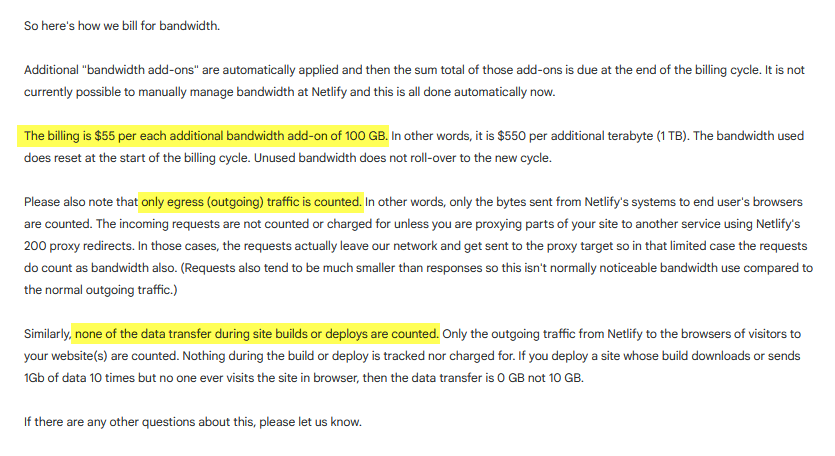 So here's how we bill for bandwidth.
Additional "bandwidth add-ons" are automatically applied and then the sum total of those add-ons is due at the end of the billing cycle. It is not
currently possible to manually manage bandwidth at Netlify and this is all done automatically now.
The billing is $55 per each additional bandwidth add-on of 100 GB. In other words, it is $550 per additional terabyte (1 TB). The bandwidth used
does reset at the start of the billing cycle. Unused bandwidth does not roll-over to the new cycle.
Please also note that only egress (outgoing) traffic is counted. In other words, only the bytes sent from Netlify's systems to end user's browsers
are counted. The incoming requests are not counted or charged for unless you are proxying parts of your site to another service using Netlify's
200 proxy redirects. In those cases, the requests actually leave our network and get sent to the proxy target so in that limited case the requests
do count as bandwidth also. (Requests also tend to be much smaller than responses so this isn't normally noticeable bandwidth use compared to
the normal outgoing traffic.)
Similarly, none of the data transfer during site builds or deploys are counted. Only the outgoing traffic from Netlify to the browsers of visitors to
your website(s) are counted. Nothing during the build or deploy is tracked nor charged for. If you deploy a site whose build downloads or sends
1Gb of data 10 times but no one ever visits the site in browser, then the data transfer is 0 GB not 10 GB.
If there are any other questions about this, please let us know.